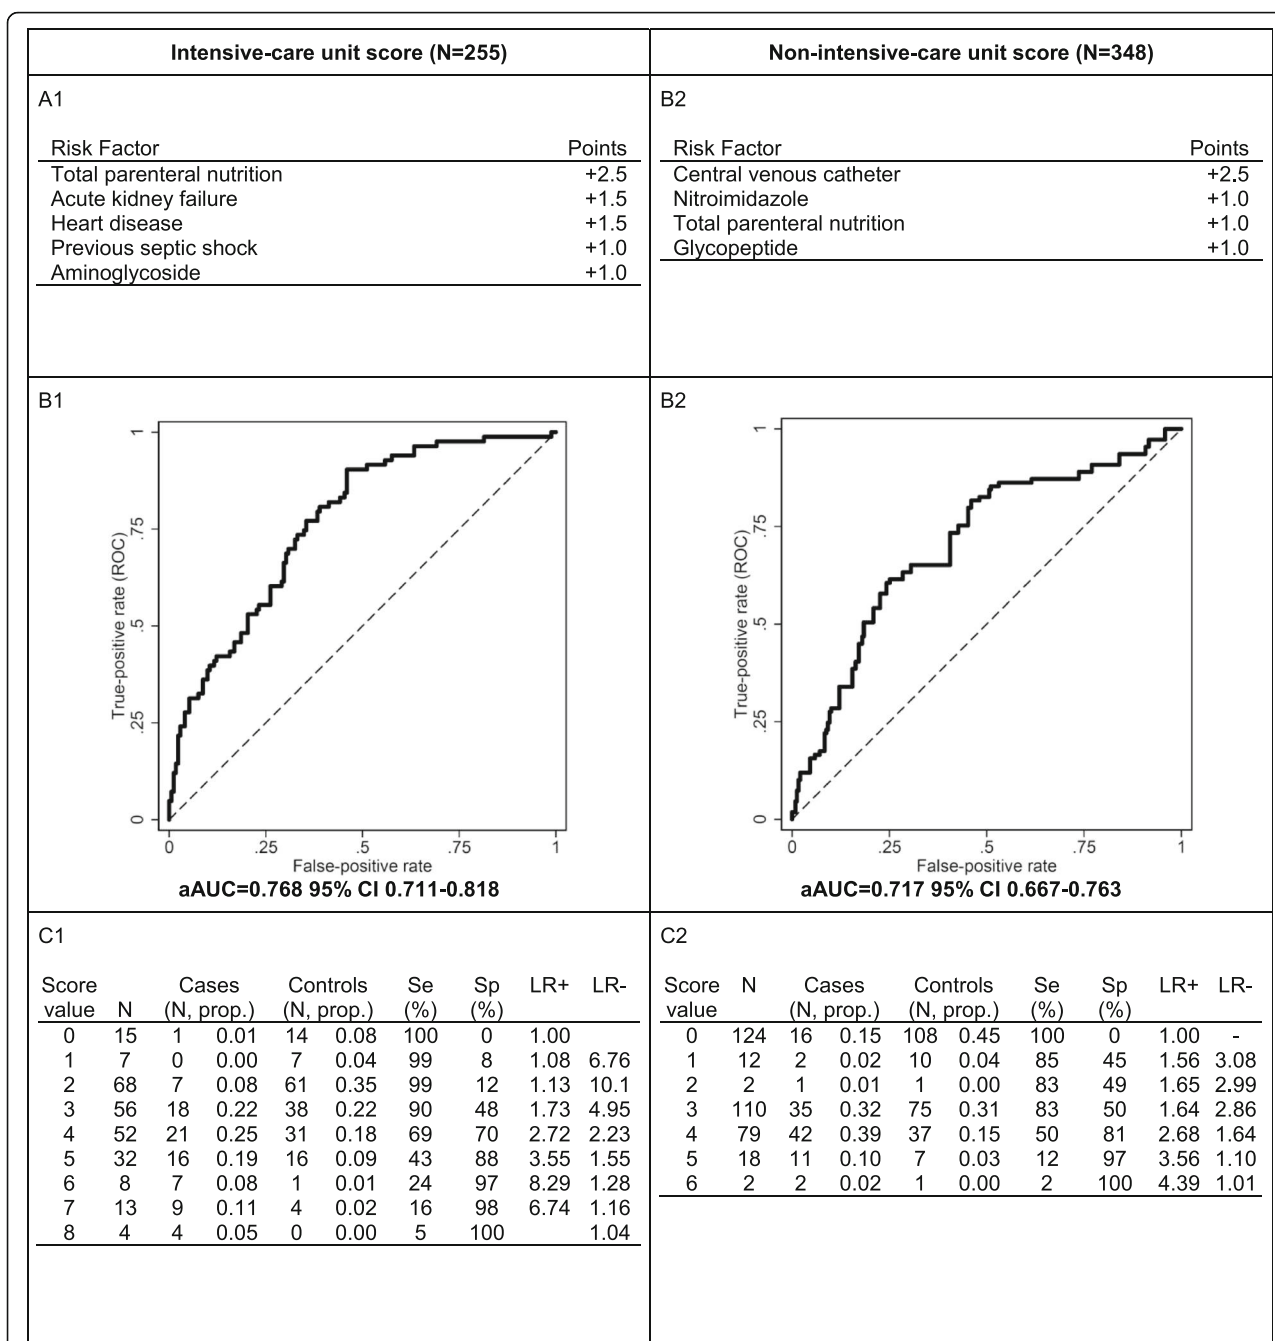 Intensive-care unit score (N=255)
Non-intensive-care unit score (N=348)
A1
Risk Factor Points
Total parenteral nutrition +2.5
Acute kidney failure +1.5
Heart disease +1.5
Previous septic shock +1.0
Aminoglycoside +1.0
B2
Risk Factor Points
Central venous catheter +2.5
Nitroimidazole +1.0
Total parenteral nutrition +1.0
Glycopeptide +1.0
B1
True-positive rate (ROC)
1
.75
.5
.25
0
0 .25 .5 .75 1
False-positive rate
aAUC=0.768 95% CI 0.711-0.818
B2
True-positive rate (ROC)
1
.75
.5
.25
0
0 .25 .5 .75 1
False-positive rate
aAUC=0.717 95% CI 0.667-0.763
C1
Score Cases Controls Se Sp LR+ LR-
value N (N, prop.) (N, prop.) (%) (%)
0 15 1 0.01 14 0.08 100 0 1.00
1 7 0 0.00 7 0.04 99 8 1.08 6.76
2 68 7 0.08 61 0.35 99 12 1.13 10.1
3 56 18 0.22 38 0.22 90 48 1.73 4.95
4 52 21 0.25 31 0.18 69 70 2.72 2.23
5 32 16 0.19 16 0.09 43 88 3.55 1.55
6 8 7 0.08 1 0.01 24 97 8.29 1.28
7 13 9 0.11 4 0.02 16 98 6.74 1.16
8 4 4 0.05 0 0.00 5 100 1.04
C2
Score N Cases Controls Se Sp LR+ LR-
value (N, prop.) (N, prop.) (%) (%)
0 124 16 0.15 108 0.45 100 0 1.00 -
1 12 2 0.02 10 0.04 85 45 1.56 3.08
2 2 1 0.01 1 0.00 83 49 1.65 2.99
3 110 35 0.32 75 0.31 83 50 1.64 2.86
4 79 42 0.39 37 0.15 50 81 2.68 1.64
5 18 11 0.10 7 0.03 12 97 3.56 1.10
6 2 2 0.02 1 0.00 2 100 4.39 1.01